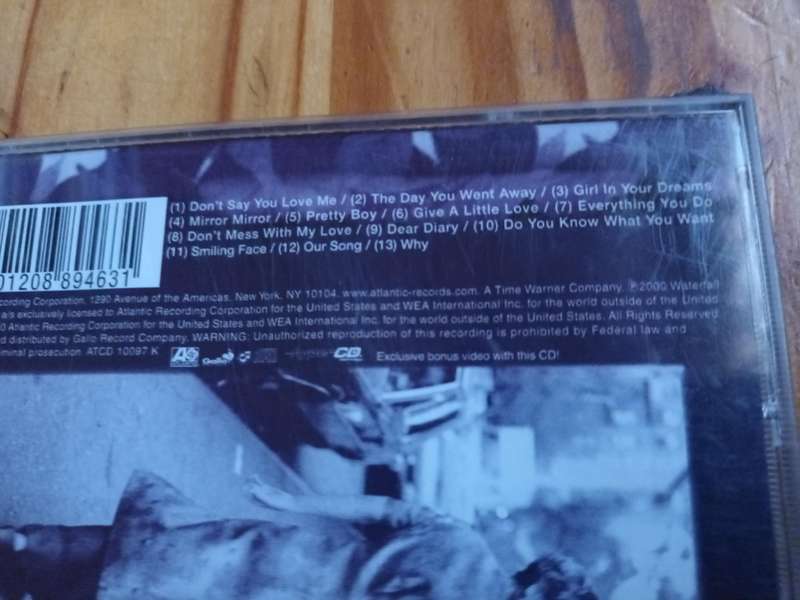 (1) Don't Say You Love Me / (2) The Day You Went Away / (3) Girl In Your Dreams
(4) Mirror Mirror / (5) Pretty Boy / (6) Give A Little Love / (7) Everything You Do
(8) Don't Mess With My Love / (9) Dear Diary / (10) Do You Know What You Want
(11) Smiling Face / (12) Our Song / (13) Why
01208 894631
Corporation, 1290 Avenue of the Americas, New York, NY 10104. www.atlantic-records.com. A Time Warner Company. ℗2000
exclusively licensed to Atlantic Recording Corporation for the United States and WEA International Inc. for the world outside of the United
Atlantic Recording Corporation for the United States and WEA International Inc. for the world outside of the United States. All Rights Reserved
distributed by Gallo Record Company. WARNING: Unauthorized reproduction of this recording is prohibited by Federal law and
prosecution. ATCD 10097 K Gallo CD Exclusive bonus video with this CD!